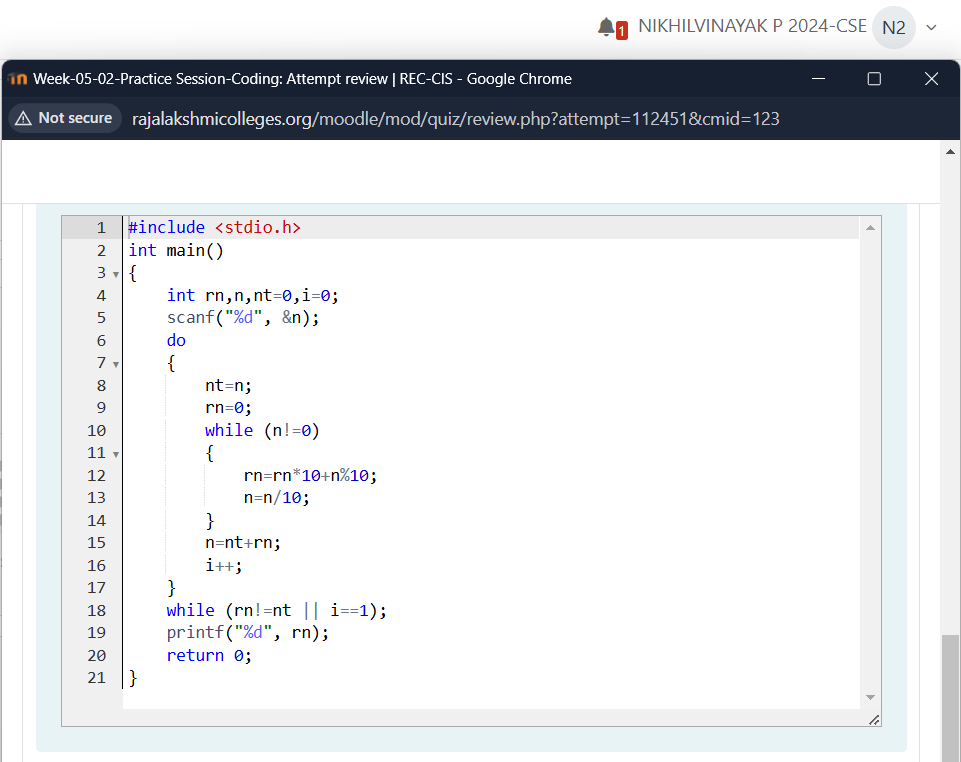 1 NIKHILVINAYAK P 2024-CSE N2
Week-05-02-Practice Session-Coding: Attempt review | REC-CIS - Google Chrome
Not secure rajalakshmicolleges.org/moodle/mod/quiz/review.php?attempt=112451&cmid=123
1 #include <stdio.h>
2 int main()
3 {
4     int rn,n,nt=0,i=0;
5     scanf("%d", &n);
6     do
7     {
8         nt=n;
9         rn=0;
10         while (n!=0)
11         {
12             rn=rn*10+n%10;
13             n=n/10;
14         }
15         n=nt+rn;
16         i++;
17     }
18     while (rn!=nt || i==1);
19     printf("%d", rn);
20     return 0;
21 }